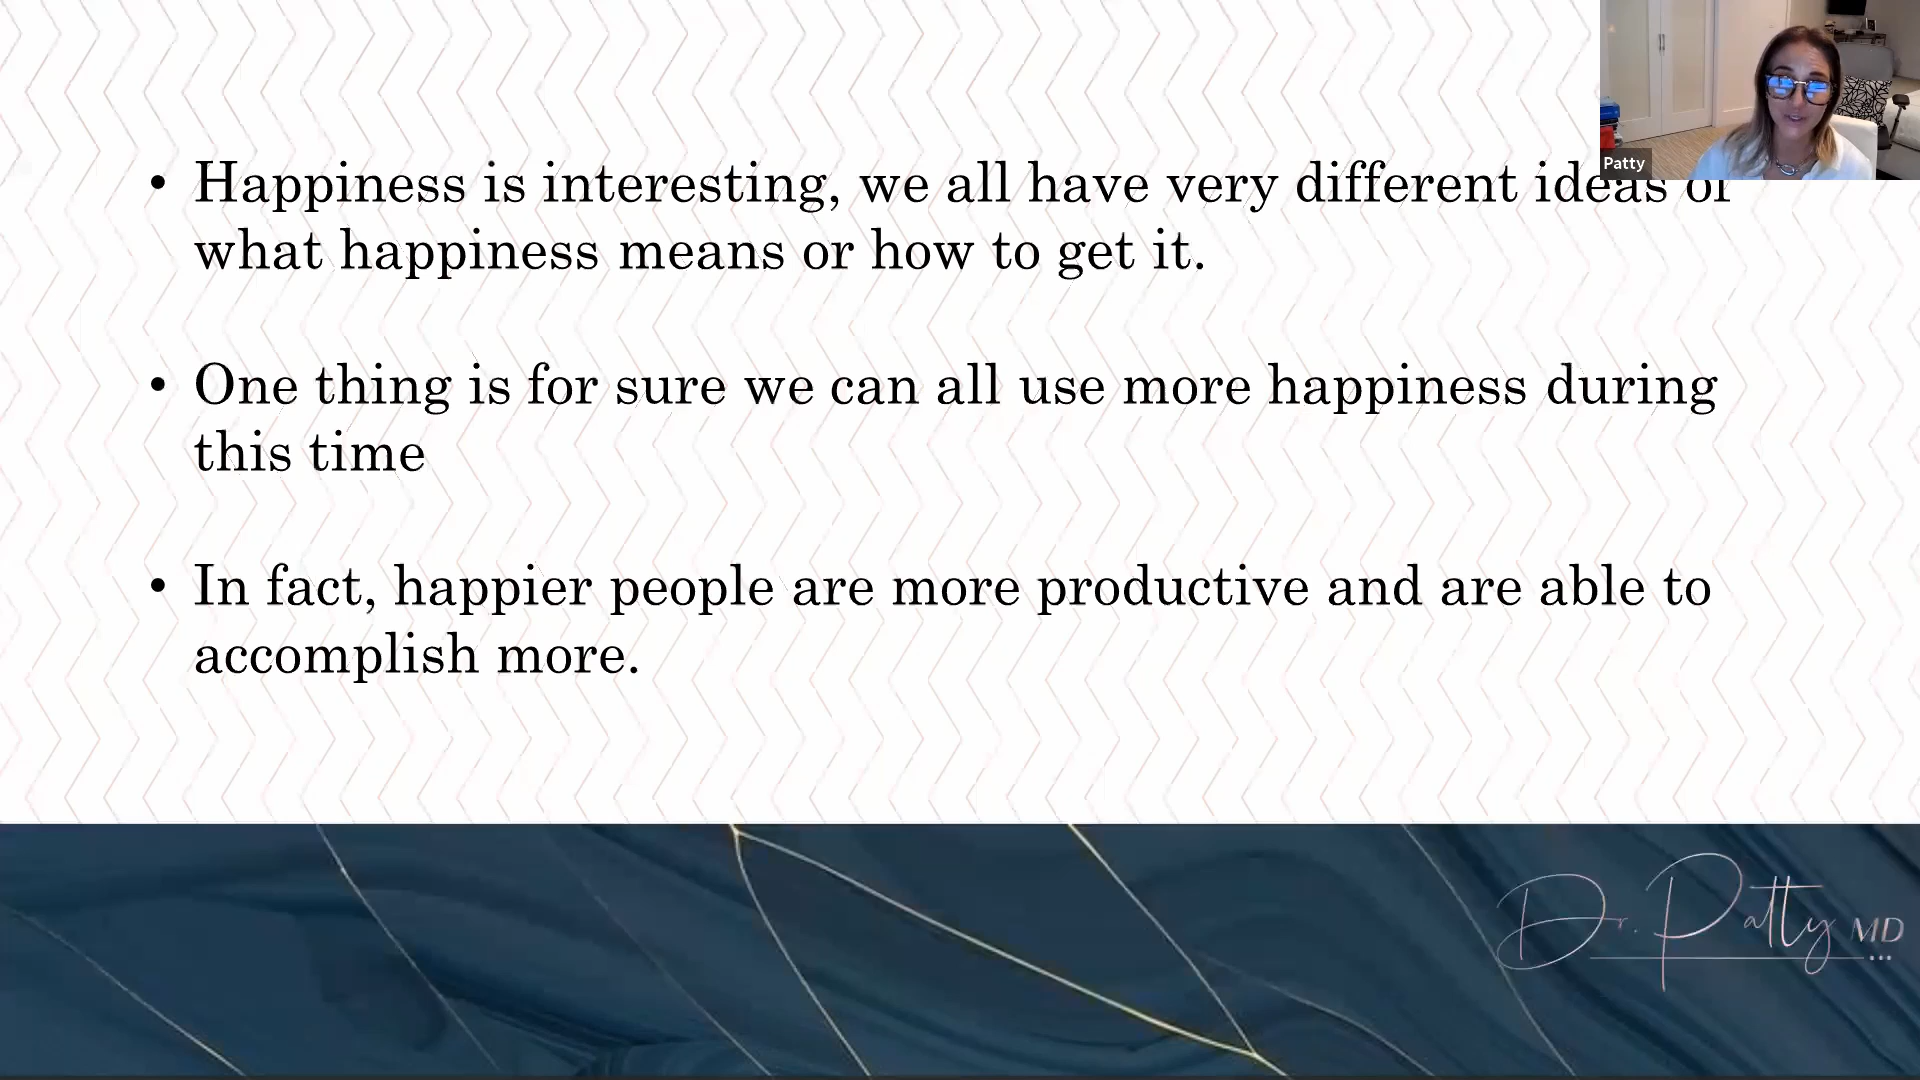 Patty
• Happiness is interesting, we all have very different ideas of
what happiness means or how to get it.
• One thing is for sure we can all use more happiness during
this time
• In fact, happier people are more productive and are able to
accomplish more.
Dr. Patty MD